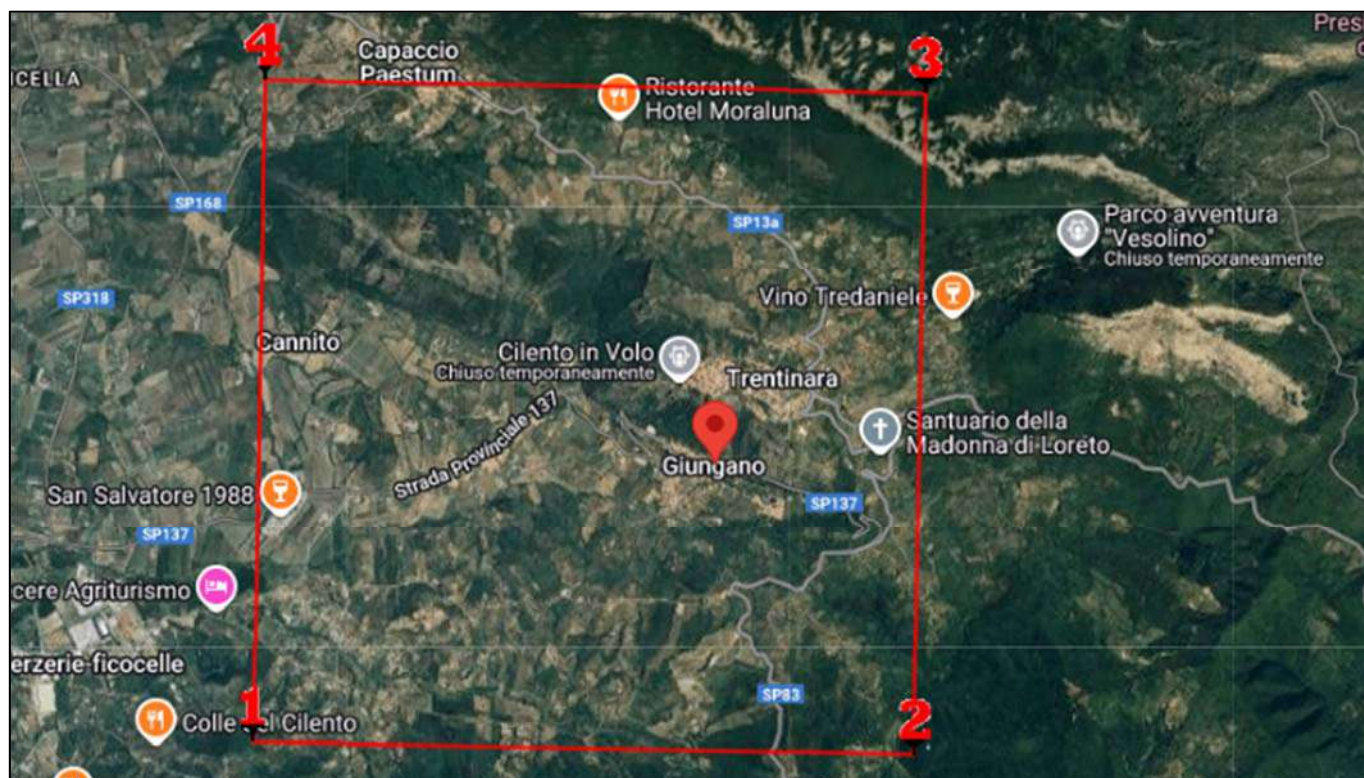 4
3
Pres
Capaccio
Paestum
ICELLA
Ristorante
Hotel Moraluna
SP168
SP13a
Parco avventura
"Vesolino"
Chiuso temporaneamente
SP318
Vino Tredaniele
Cannito
Cilento in Volo
Chiuso temporaneamente
Trentinara
Strada Provinciale 137
Santuario della
Madonna di Loreto
Giungano
San Salvatore 1988
SP137
SP137
cere Agriturismo
erzerie-ficocelle
SP83
1
2
Colle del Cilento